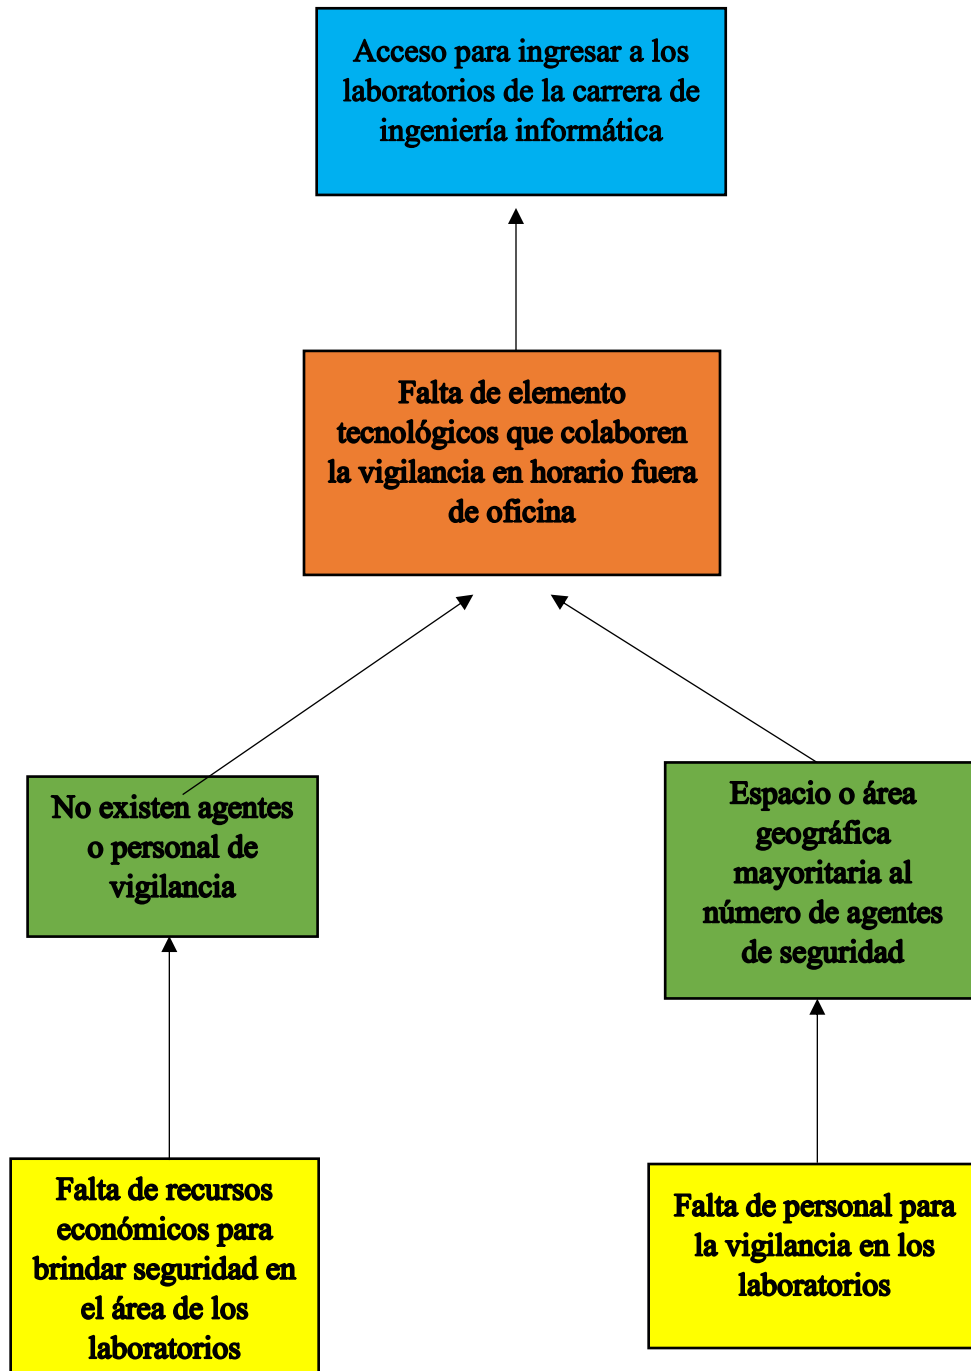 Acceso para ingresar a los
laboratorios de la carrera de
ingeniería informática
Falta de elemento
tecnológicos que colaboren
la vigilancia en horario fuera
de oficina
No existen agentes
o personal de
vigilancia
Espacio o área
geográfica
mayoritaria al
número de agentes
de seguridad
Falta de recursos
económicos para
brindar seguridad en
el área de los
laboratorios
Falta de personal para
la vigilancia en los
laboratorios